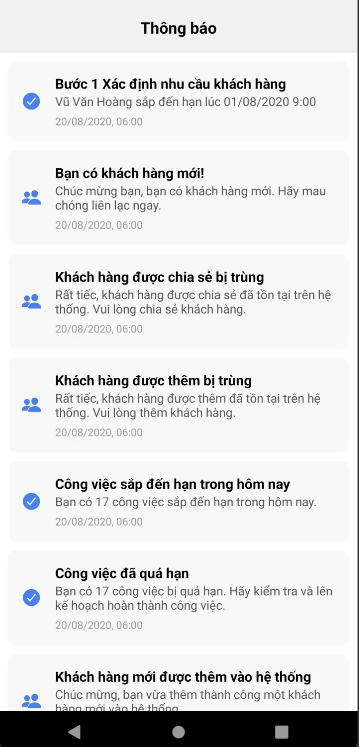 Thông báo
Bước 1 Xác định nhu cầu khách hàng
Vũ Văn Hoàng sắp đến hạn lúc 01/08/2020 9:00
20/08/2020, 06:00
Bạn có khách hàng mới!
Chúc mừng bạn, bạn có khách hàng mới. Hãy mau
chóng liên lạc ngay.
20/08/2020, 06:00
Khách hàng được chia sẻ bị trùng
Rất tiếc, khách hàng được chia sẻ đã tồn tại trên hệ
thống. Vui lòng chia sẻ khách hàng.
20/08/2020, 06:00
Khách hàng được thêm bị trùng
Rất tiếc, khách hàng được thêm đã tồn tại trên hệ
thống. Vui lòng thêm khách hàng.
20/08/2020, 06:00
Công việc sắp đến hạn trong hôm nay
Bạn có 17 công việc sắp đến hạn trong hôm nay.
20/08/2020, 06:00
Công việc đã quá hạn
Bạn có 17 công việc bị quá hạn. Hãy kiểm tra và lên
kế hoạch hoàn thành công việc.
20/08/2020, 06:00
Khách hàng mới được thêm vào hệ thống
Chúc mừng, bạn vừa thêm thành công một khách
hàng mới vào hệ thống